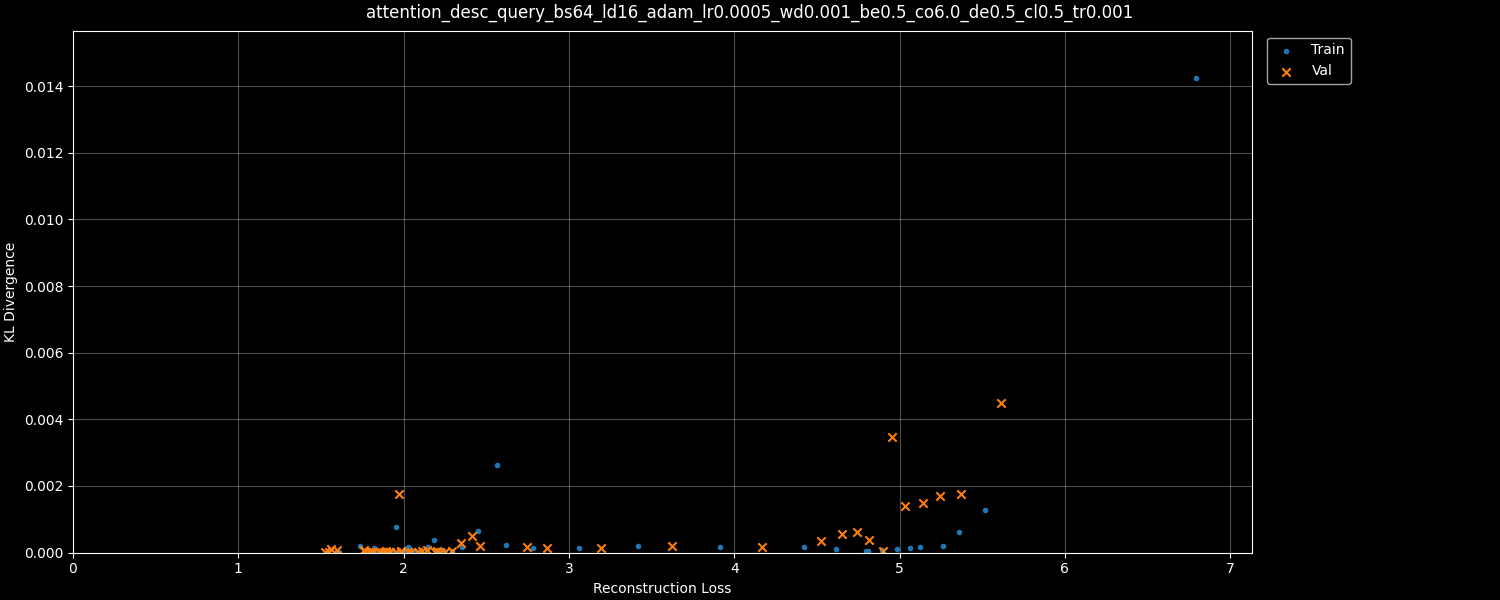 attention_desc_query_bs64_ld16_adam_lr0.0005_wd0.001_be0.5_co6.0_de0.5_cl0.5_tr0.001
Train
Val
0.014
0.012
0.010
0.008
0.006
0.004
0.002
0.000
KL Divergence
0 1 2 3 4 5 6 7
Reconstruction Loss